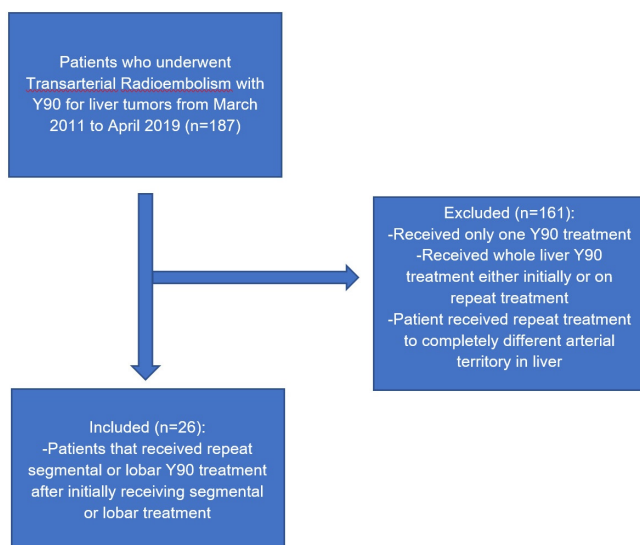 Patients who underwent
Transarterial Radioembolism with
Y90 for liver tumors from March
2011 to April 2019 (n=187)
Excluded (n=161):
-Received only one Y90 treatment
-Received whole liver Y90
treatment either initially or on
repeat treatment
-Patient received repeat treatment
to completely different arterial
territory in liver
Included (n=26):
-Patients that received repeat
segmental or lobar Y90 treatment
after initially receiving segmental
or lobar treatment